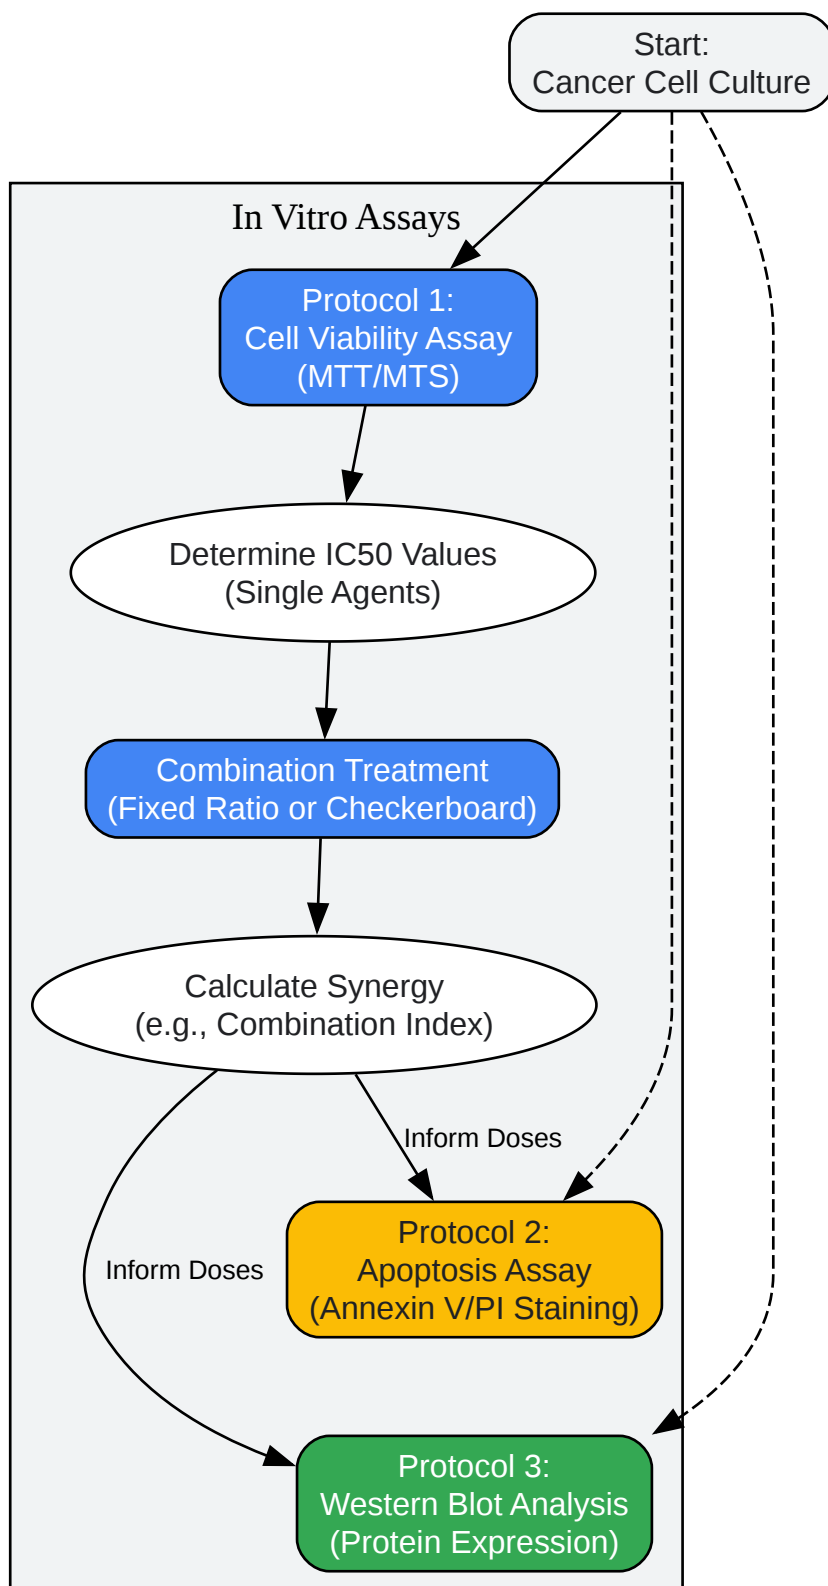 Start:
Cancer Cell Culture
In Vitro Assays
Protocol 1:
Cell Viability Assay
(MTT/MTS)
Determine IC50 Values
(Single Agents)
Combination Treatment
(Fixed Ratio or Checkerboard)
Calculate Synergy
(e.g., Combination Index)
Inform Doses
Protocol 2:
Apoptosis Assay
(Annexin V/PI Staining)
Inform Doses
Protocol 3:
Western Blot Analysis
(Protein Expression)